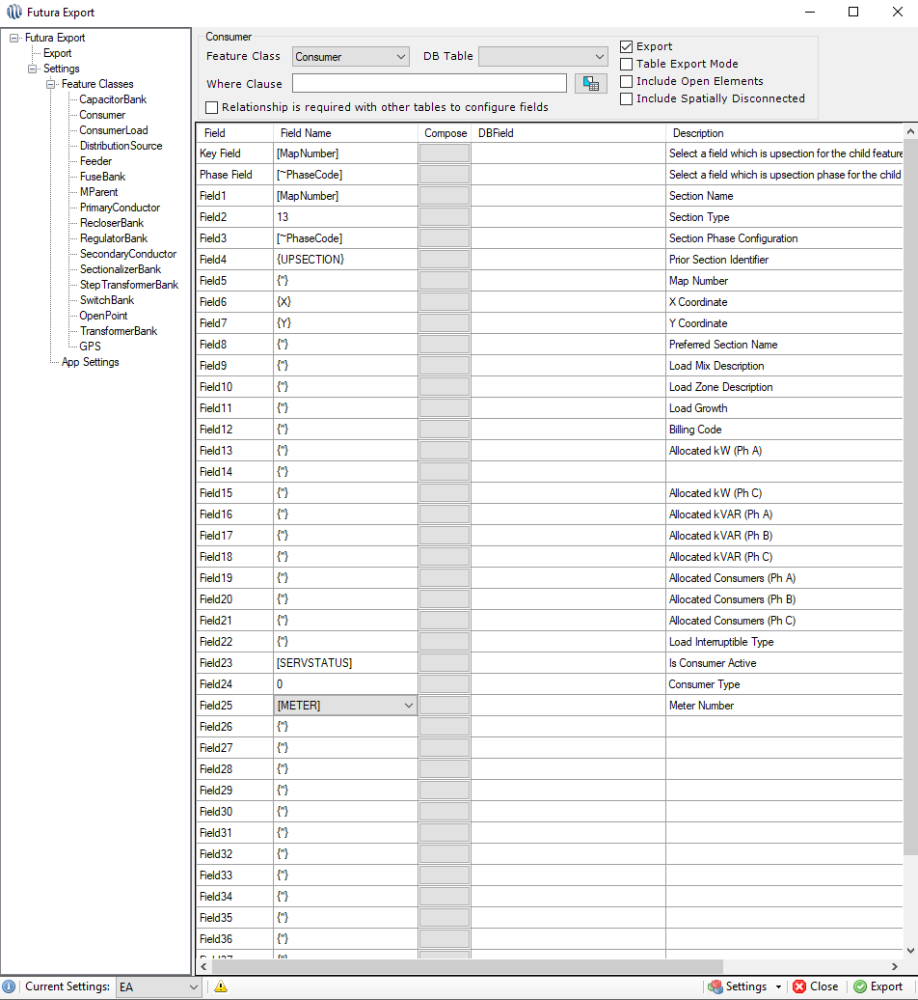 Futura Export
Futura Export
Export
Settings
Feature Classes
CapacitorBank
Consumer
ConsumerLoad
DistributionSource
Feeder
FuseBank
MParent
PrimaryConductor
RecloserBank
RegulatorBank
SecondaryConductor
SectionalizerBank
StepTransformerBank
SwitchBank
OpenPoint
TransformerBank
GPS
App Settings
Consumer
Feature Class Consumer DB Table
Where Clause
Relationship is required with other tables to configure fields
Export
Table Export Mode
Include Open Elements
Include Spatially Disconnected
Field Field Name Compose DBField Description
Key Field [MapNumber] Select a field which is upsection for the child feature
Phase Field [~PhaseCode] Select a field which is upsection phase for the child
Field1 [MapNumber] Section Name
Field2 13 Section Type
Field3 [~PhaseCode] Section Phase Configuration
Field4 {UPSECTION} Prior Section Identifier
Field5 {''} Map Number
Field6 {X} X Coordinate
Field7 {Y} Y Coordinate
Field8 {''} Preferred Section Name
Field9 {''} Load Mix Description
Field10 {''} Load Zone Description
Field11 {''} Load Growth
Field12 {''} Billing Code
Field13 {''} Allocated kW (Ph A)
Field14 {''}
Field15 {''} Allocated kW (Ph C)
Field16 {''} Allocated kVAR (Ph A)
Field17 {''} Allocated kVAR (Ph B)
Field18 {''} Allocated kVAR (Ph C)
Field19 {''} Allocated Consumers (Ph A)
Field20 {''} Allocated Consumers (Ph B)
Field21 {''} Allocated Consumers (Ph C)
Field22 {''} Load Interruptible Type
Field23 [SERVSTATUS] Is Consumer Active
Field24 0 Consumer Type
Field25 [METER] Meter Number
Field26 {''}
Field27 {''}
Field28 {''}
Field29 {''}
Field30 {''}
Field31 {''}
Field32 {''}
Field33 {''}
Field34 {''}
Field35 {''}
Field36 {''}
Field37 {''}
Current Settings: EA Settings Close Export